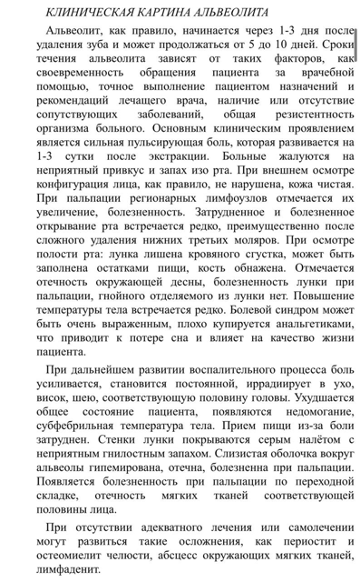 КЛИНИЧЕСКАЯ КАРТИНА АЛЬВЕОЛИТА
Альвеолит, как правило, начинается через 1-3 дня после
удаления зуба и может продолжаться от 5 до 10 дней. Сроки
течения альвеолита зависят от таких факторов, как
своевременность обращения пациента за врачебной
помощью, точное выполнение пациентом назначений и
рекомендаций лечащего врача, наличие или отсутствие
сопутствующих заболеваний, общая резистентность
организма больного. Основным клиническим проявлением
является сильная пульсирующая боль, которая развивается на
1-3 сутки после экстракции. Больные жалуются на
неприятный привкус и запах изо рта. При внешнем осмотре
конфигурация лица, как правило, не нарушена, кожа чистая.
При пальпации регионарных лимфоузлов отмечается их
увеличение, болезненность. Затрудненное и болезненное
открывание рта встречается редко, преимущественно после
сложного удаления нижних третьих моляров. При осмотре
полости рта: лунка лишена кровяного сгустка, может быть
заполнена остатками пищи, кость обнажена. Отмечается
отечность окружающей десны, болезненность лунки при
пальпации, гнойного отделяемого из лунки нет. Повышение
температуры тела встречается редко. Болевой синдром может
быть очень выраженным, плохо купируется анальгетиками,
что приводит к потере сна и влияет на качество жизни
пациента.
При дальнейшем развитии воспалительного процесса боль
усиливается, становится постоянной, иррадиирует в ухо,
висок, шею, соответствующую половину головы. Ухудшается
общее состояние пациента, появляются недомогание,
субфебрильная температура тела. Прием пищи из-за боли
затруднен. Стенки лунки покрываются серым налётом с
неприятным гнилостным запахом. Слизистая оболочка вокруг
альвеолы гиперемирована, отечна, болезненна при пальпации.
Появляется болезненность при пальпации по переходной
складке, отечность мягких тканей соответствующей
половины лица.
При отсутствии адекватного лечения или самолечении
могут развиться такие осложнения, как периостит и
остеомиелит челюсти, абсцесс окружающих мягких тканей,
лимфаденит.